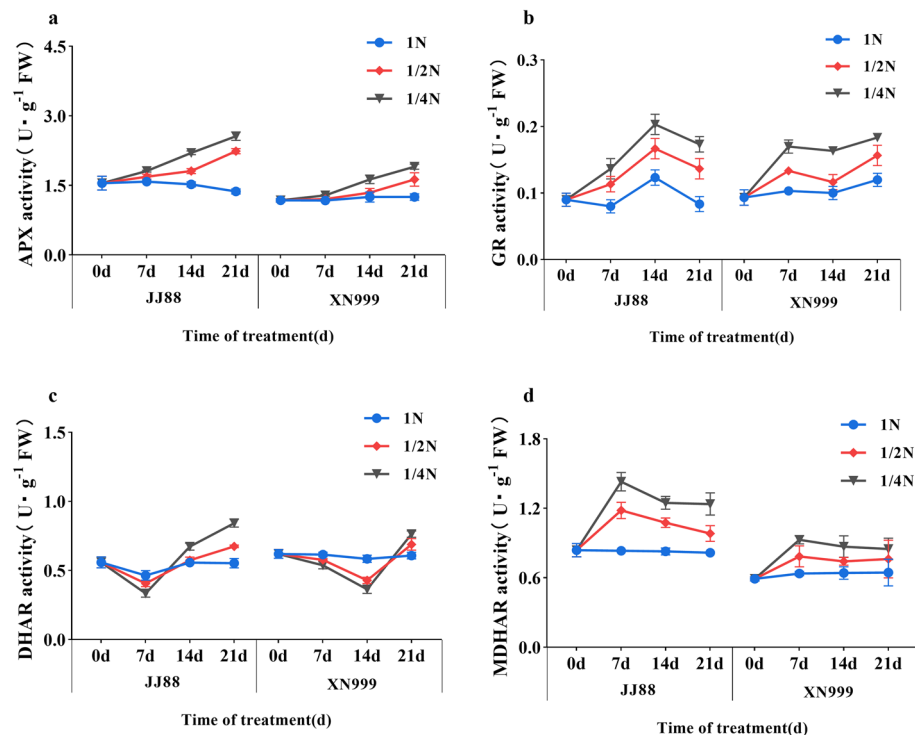 a
APX activity( U· g⁻¹ FW)
4.5
3.0
1.5
0.0
1N
1/2N
1/4N
0d 7d 14d 21d 0d 7d 14d 21d
JJ88 XN999
Time of treatment(d)
b
GR activity( U· g⁻¹ FW)
0.3
0.2
0.1
0.0
1N
1/2N
1/4N
0d 7d 14d 21d 0d 7d 14d 21d
JJ88 XN999
Time of treatment(d)
c
DHAR activity( U· g⁻¹ FW)
1.5
1.0
0.5
0.0
1N
1/2N
1/4N
0d 7d 14d 21d 0d 7d 14d 21d
JJ88 XN999
Time of treatment(d)
d
MDHAR activity( U· g⁻¹ FW)
1.8
1.2
0.6
0.0
1N
1/2N
1/4N
0d 7d 14d 21d 0d 7d 14d 21d
JJ88 XN999
Time of treatment(d)